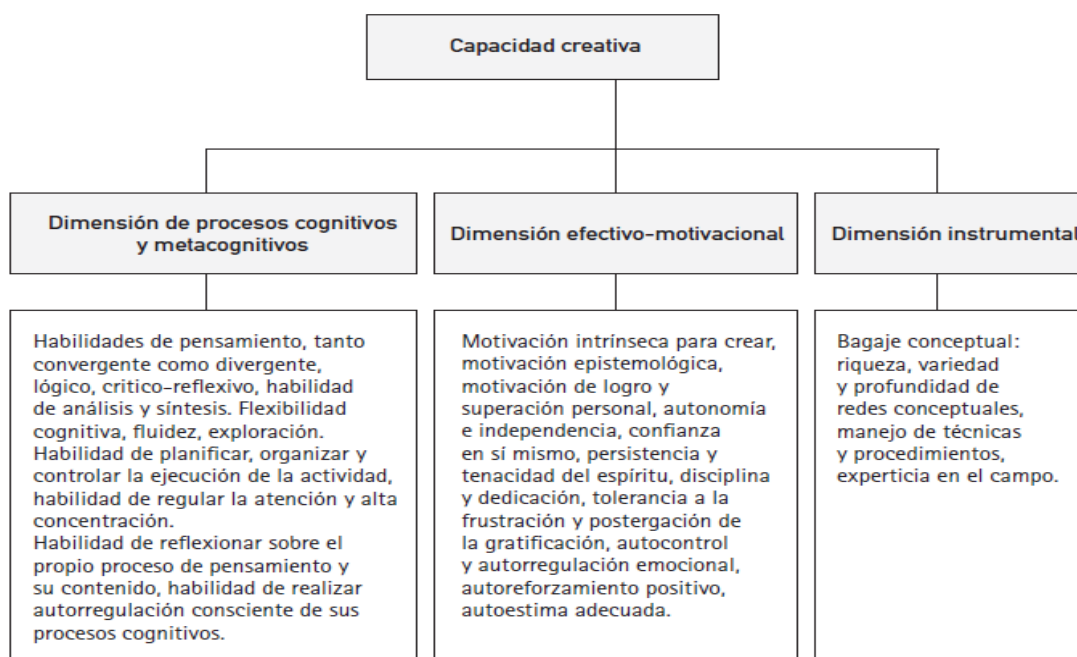 Capacidad creativa
Dimensión de procesos cognitivos
y metacognitivos
Habilidades de pensamiento, tanto
convergente como divergente,
lógico, critico-reflexivo, habilidad
de análisis y síntesis. Flexibilidad
cognitiva, fluidez, exploración.
Habilidad de planificar, organizar y
controlar la ejecución de la actividad,
habilidad de regular la atención y alta
concentración.
Habilidad de reflexionar sobre el
propio proceso de pensamiento y
su contenido, habilidad de realizar
autorregulación consciente de sus
procesos cognitivos.
Dimensión efectivo-motivacional
Motivación intrínseca para crear,
motivación epistemológica,
motivación de logro y
superación personal, autonomía
e independencia, confianza
en sí mismo, persistencia y
tenacidad del espíritu, disciplina
y dedicación, tolerancia a la
frustración y postergación de
la gratificación, autocontrol
y autorregulación emocional,
autoreforzamiento positivo,
autoestima adecuada.
Dimensión instrumental
Bagaje conceptual:
riqueza, variedad
y profundidad de
redes conceptuales,
manejo de técnicas
y procedimientos,
experticia en el campo.